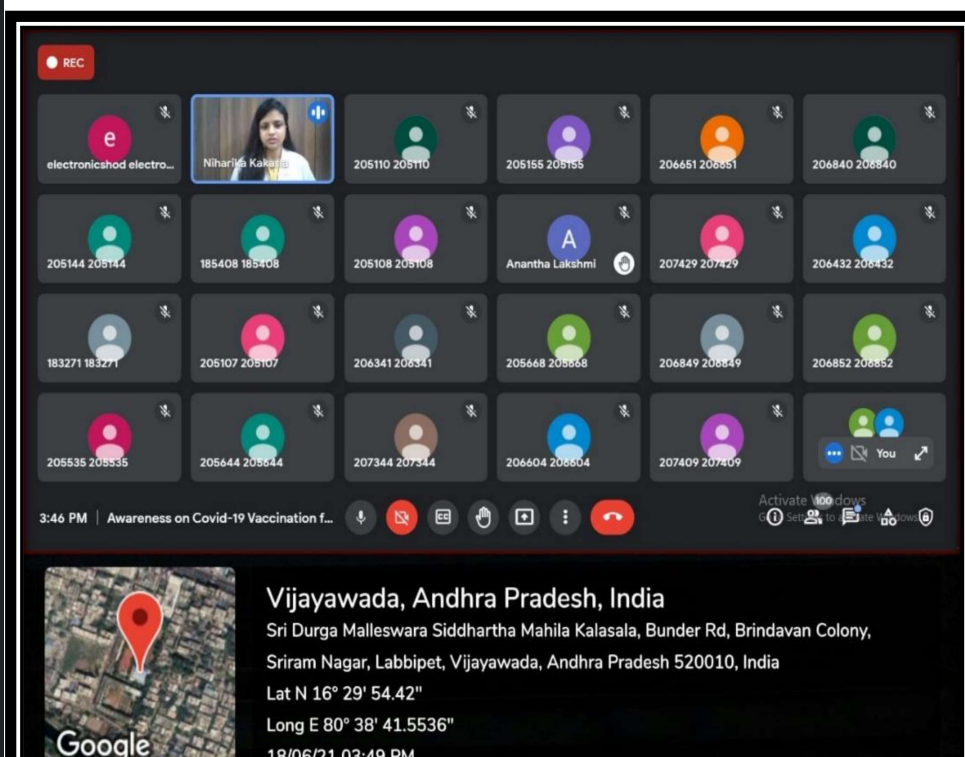 REC
e
electronicshod electro...
Niharika Kakarla
205110 205110
205155 205155
206651 206651
206840 206840
205144 205144
185408 185408
205108 205108
A
Anantha Lakshmi
207429 207429
206432 206432
183271 183271
205107 205107
206341 206341
205668 205668
206849 206849
206852 206852
205535 205535
205644 205644
207344 207344
206604 206604
207409 207409
You
3:46 PM | Awareness on Covid-19 Vaccination f...
CC
100
Activate Windows
Vijayawada, Andhra Pradesh, India
Sri Durga Malleswara Siddhartha Mahila Kalasala, Bunder Rd, Brindavan Colony,
Sriram Nagar, Labbipet, Vijayawada, Andhra Pradesh 520010, India
Lat N 16° 29' 54.42"
Long E 80° 38' 41.5536"
18/06/21 03:49 PM
Google